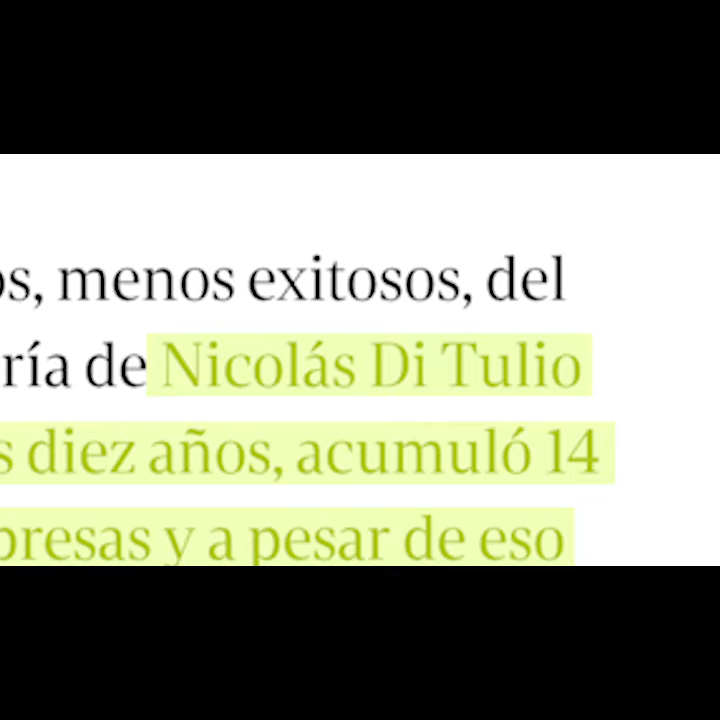 os, menos exitosos, del
ría de Nicolás Di Tulio
s diez años, acumuló 14
presas y a pesar de eso